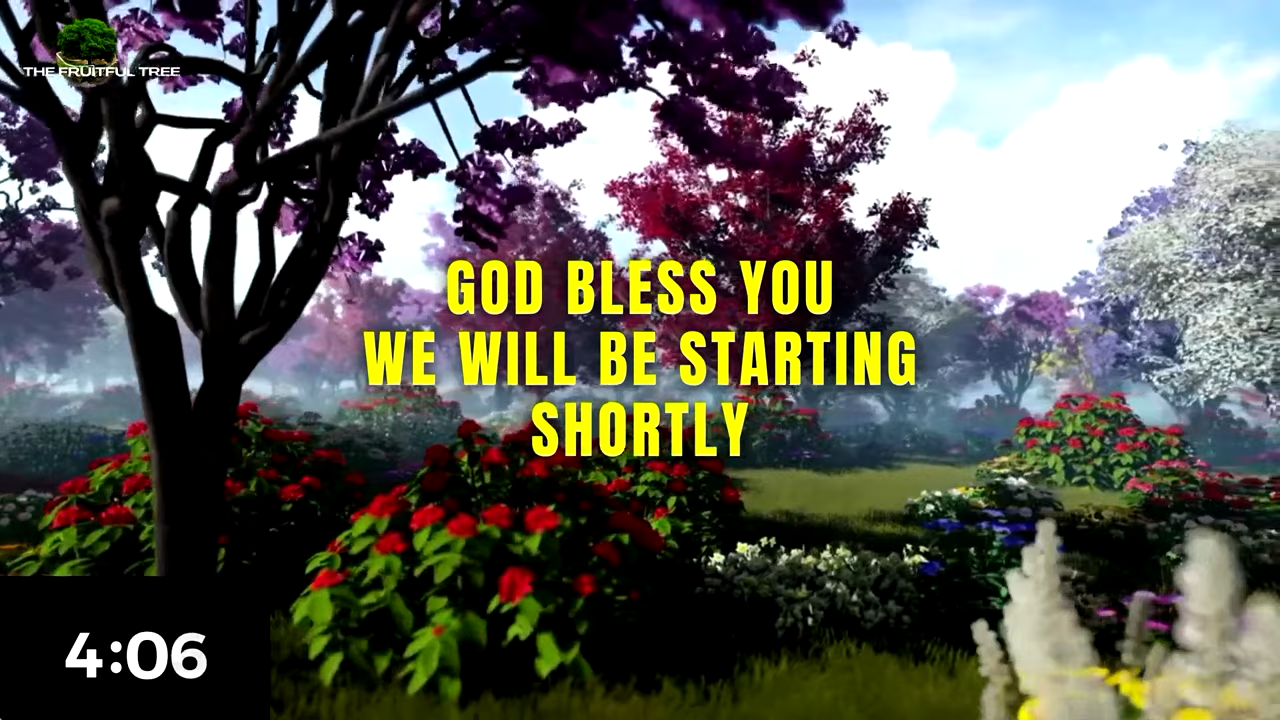 THE FRUITFUL TREE
GOD BLESS YOU
WE WILL BE STARTING
SHORTLY
4:06